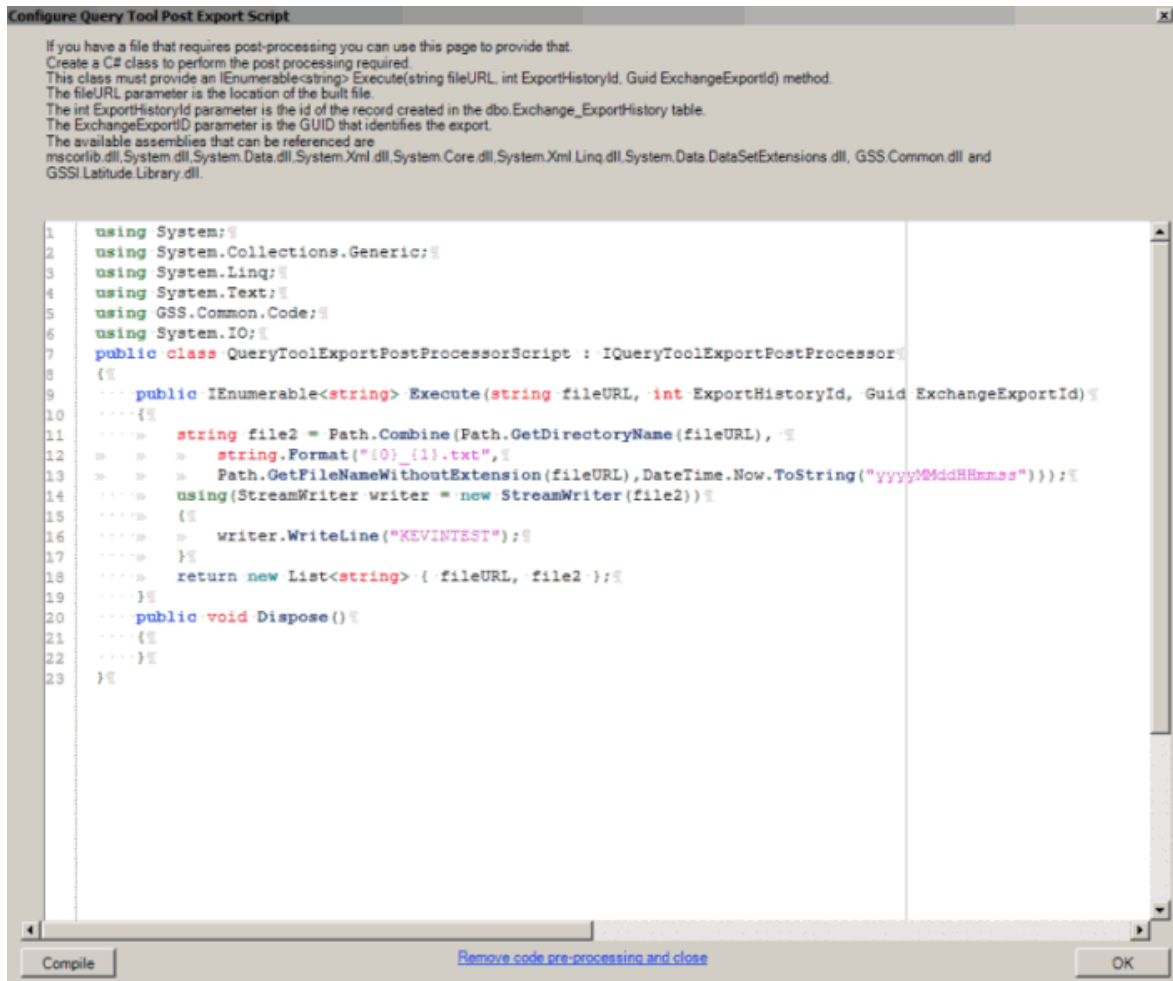 Configure Query Tool Post Export Script
If you have a file that requires post-processing you can use this page to provide that.
Create a C# class to perform the post processing required.
This class must provide an IEnumerable<string> Execute(string fileURL, int ExportHistoryId, Guid ExchangeExportId) method.
The fileURL parameter is the location of the built file.
The int ExportHistoryId parameter is the id of the record created in the dbo.Exchange_ExportHistory table.
The ExchangeExportID parameter is the GUID that identifies the export.
The available assemblies that can be referenced are
mscorlib.dll,System.dll,System.Data.dll,System.Xml.dll,System.Core.dll,System.Xml.Linq.dll,System.Data.DataSetExtensions.dll, GSS.Common.dll and
GSSI.Latitude.Library.dll.
1 using System;
2 using System.Collections.Generic;
3 using System.Linq;
4 using System.Text;
5 using GSS.Common.Code;
6 using System.IO;
7 public class QueryToolExportPostProcessorScript : IQueryToolExportPostProcessor
8 {
9 public IEnumerable<string> Execute(string fileURL, int ExportHistoryId, Guid ExchangeExportId)
10 {
11 string file2 = Path.Combine(Path.GetDirectoryName(fileURL),
12 string.Format("{0}_{1}.txt",
13 Path.GetFileNameWithoutExtension(fileURL),DateTime.Now.ToString("yyyyMMddHHmmss")));
14 using(StreamWriter writer = new StreamWriter(file2))
15 {
16 writer.WriteLine("KEVINTEST");
17 }
18 return new List<string> { fileURL, file2 };
19 }
20 public void Dispose()
21 {
22 }
23 }
Compile
Remove code pre-processing and close
OK